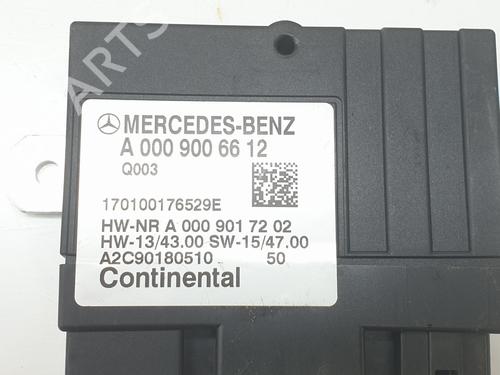 MERCEDES-BENZ
A 000 900 66 12
Q003
170100176529E
HW-NR A 000 901 72 02
HW-13/43.00 SW-15/47.00
A2C90180510 50
Continental